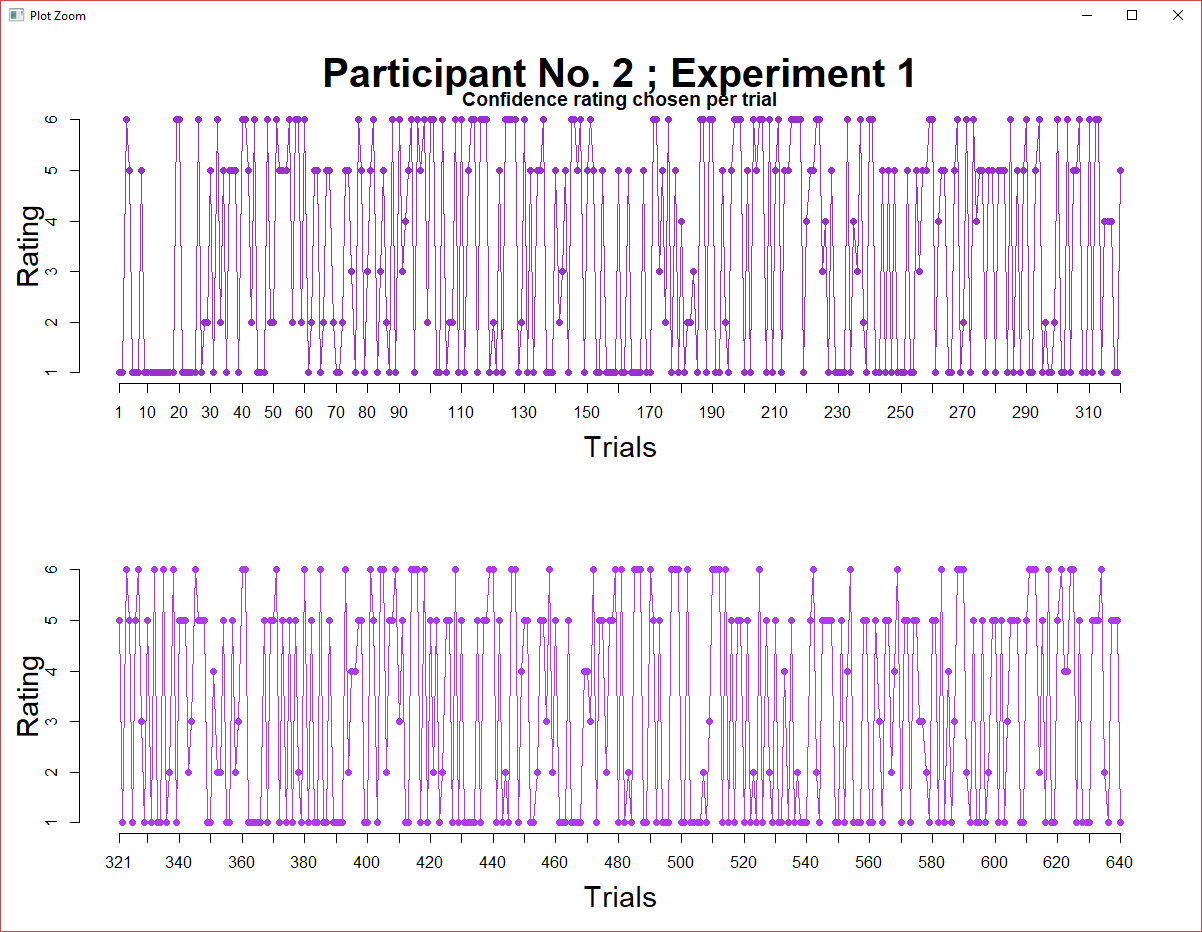 Plot Zoom
Participant No. 2 ; Experiment 1
Confidence rating chosen per trial
Rating
6
5
4
3
2
1
1 10 20 30 40 50 60 70 80 90 110 130 150 170 190 210 230 250 270 290 310
Trials
Rating
6
5
4
3
2
1
321 340 360 380 400 420 440 460 480 500 520 540 560 580 600 620 640
Trials